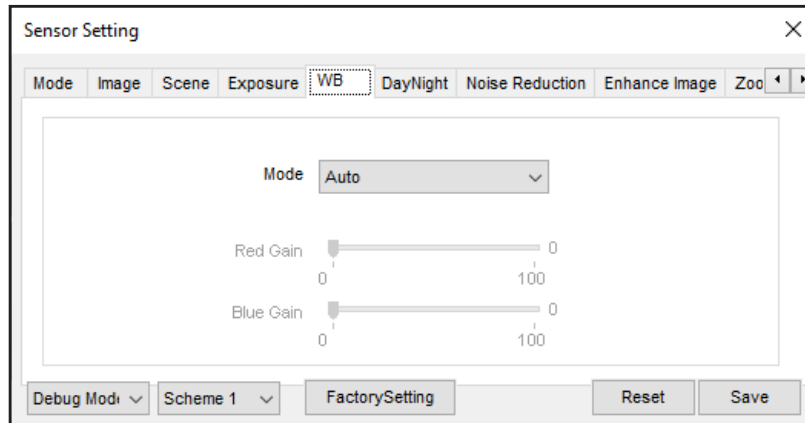 Sensor Setting
Mode Image Scene Exposure WB DayNight Noise Reduction Enhance Image Zoo
Mode Auto
Red Gain 0
0 100
Blue Gain 0
0 100
Debug Mode Scheme 1 FactorySetting Reset Save